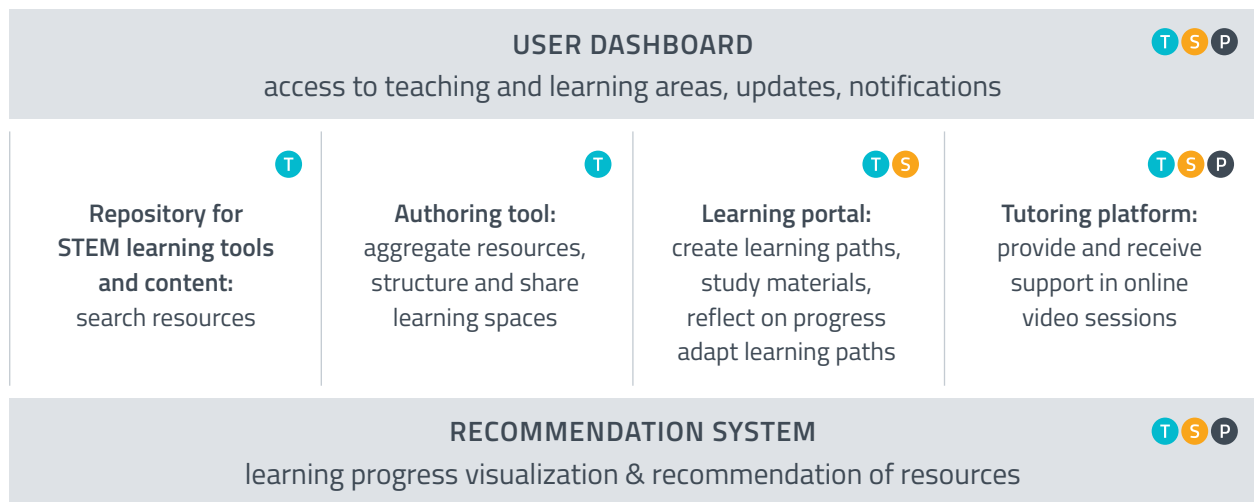 USER DASHBOARD
T S P
access to teaching and learning areas, updates, notifications
T
Repository for
STEM learning tools
and content:
search resources
T
Authoring tool:
aggregate resources,
structure and share
learning spaces
T S
Learning portal:
create learning paths,
study materials,
reflect on progress
adapt learning paths
T S P
Tutoring platform:
provide and receive
support in online
video sessions
RECOMMENDATION SYSTEM
T S P
learning progress visualization & recommendation of resources